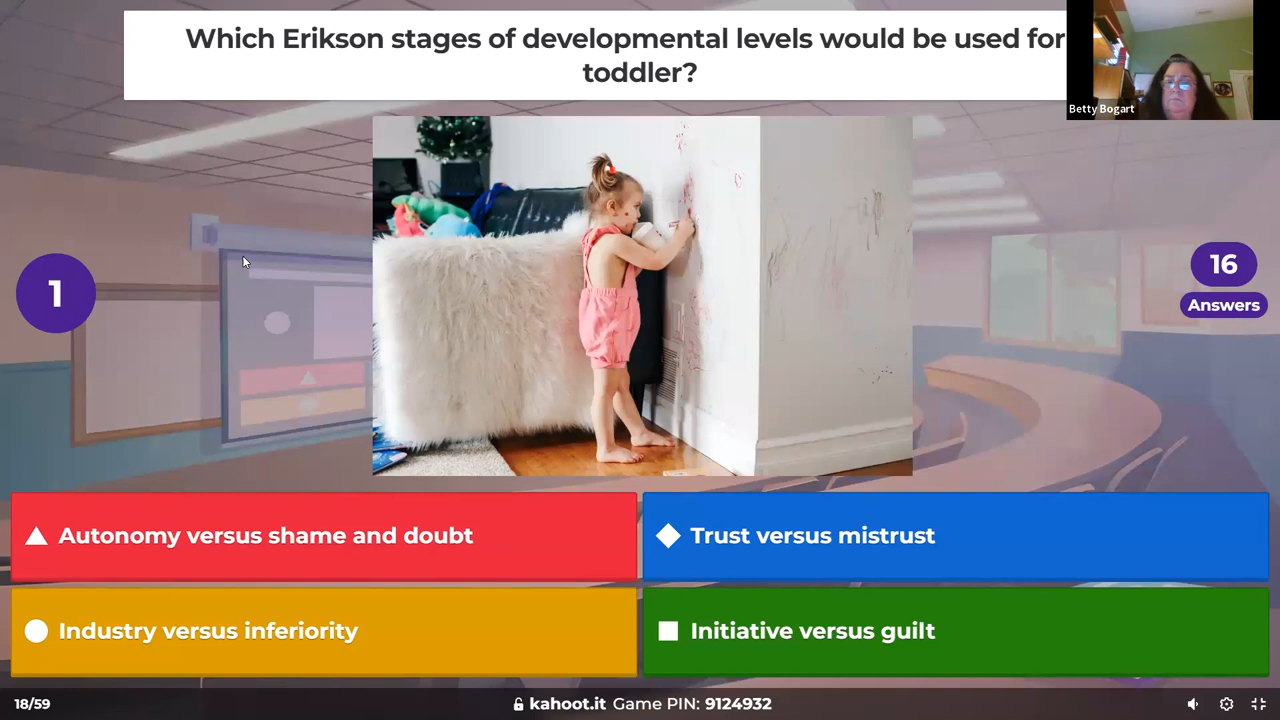 Which Erikson stages of developmental levels would be used for
toddler?
Betty Bogart
1
16
Answers
Autonomy versus shame and doubt
Trust versus mistrust
Industry versus inferiority
Initiative versus guilt
18/59
kahoot.it Game PIN: 9124932